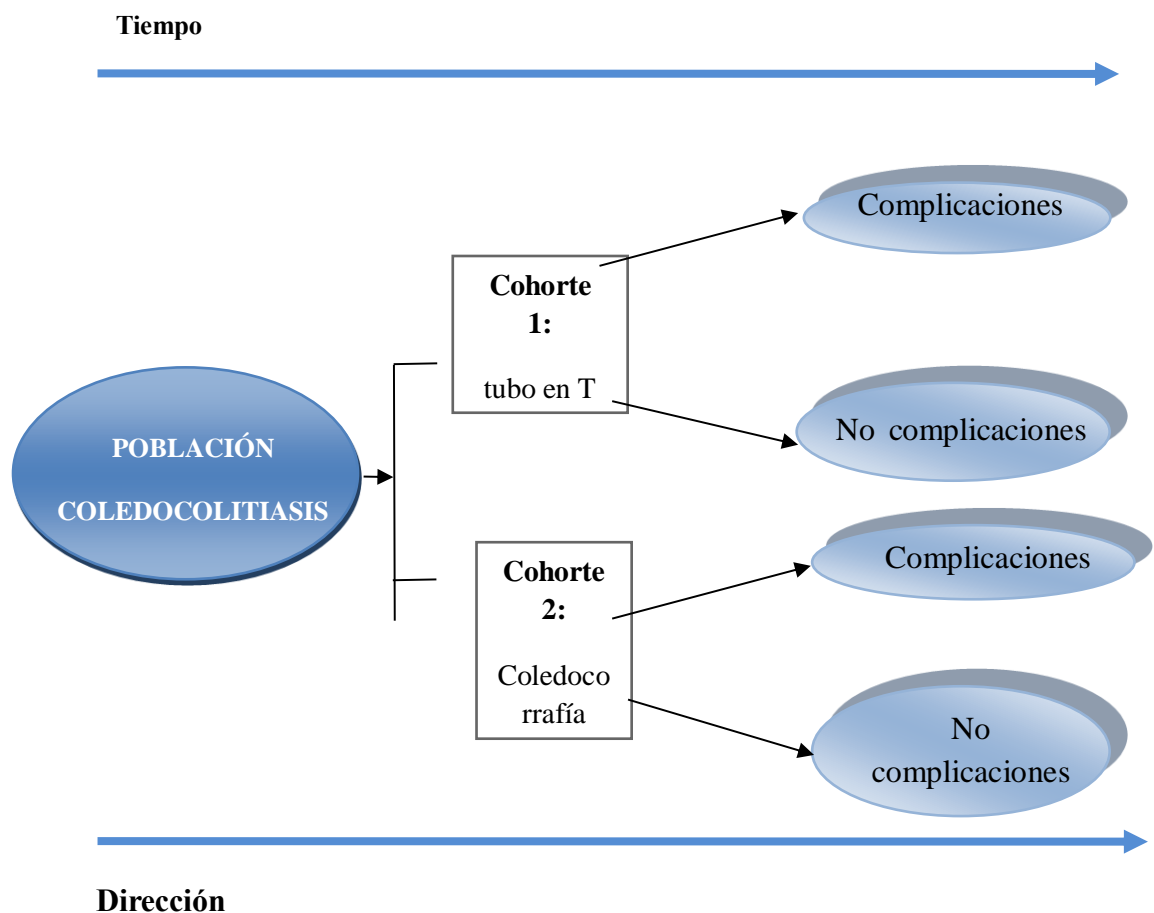 Tiempo
Complicaciones
Cohorte
1:
tubo en T
No complicaciones
POBLACIÓN
COLEDOCOLITIASIS
Complicaciones
Cohorte
2:
Coledoco
rrafía
No
complicaciones
Dirección